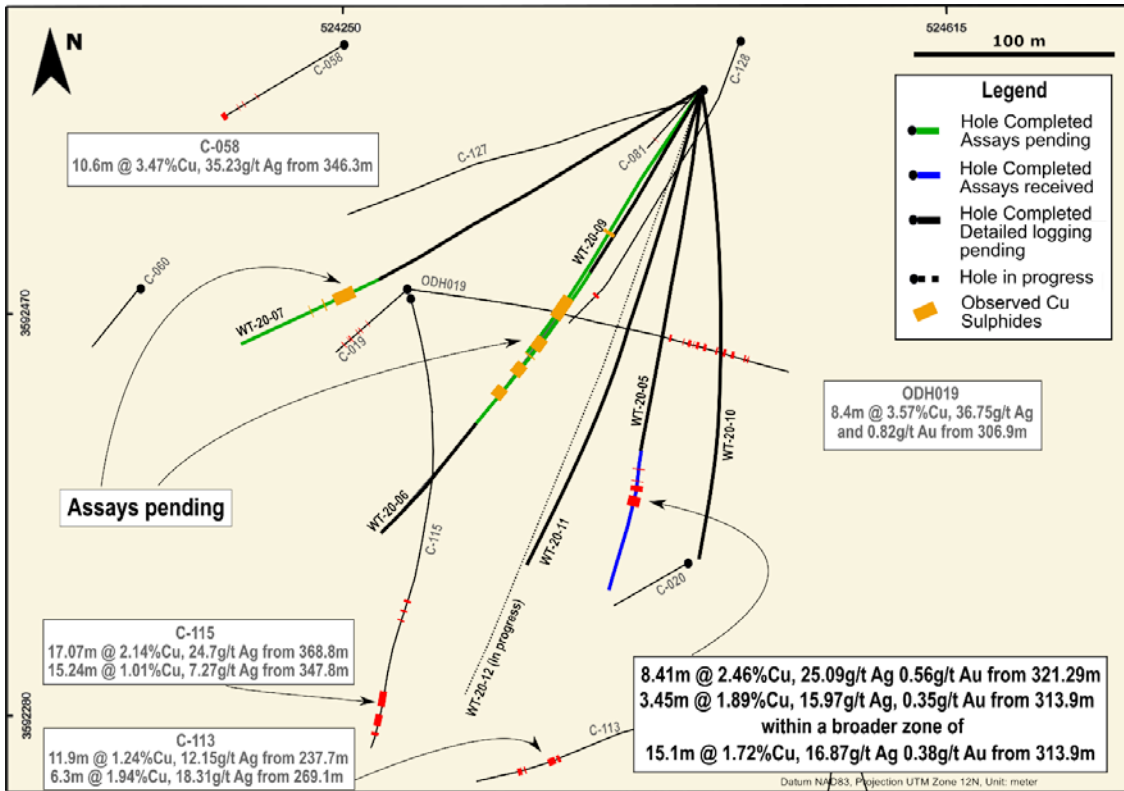 524250
524615
N
100 m
C-058
C-128
Legend
Hole Completed
Assays pending
Hole Completed
Assays received
Hole Completed
Detailed logging
pending
Hole in progress
Observed Cu
Sulphides
C-058
10.6m @ 3.47%Cu, 35.23g/t Ag from 346.3m
C-127
C-081
WT-20-09
C-060
ODH019
3592470
WT-20-07
C-019
WT-20-05
WT-20-10
ODH019
8.4m @ 3.57%Cu, 36.75g/t Ag
and 0.82g/t Au from 306.9m
Assays pending
WT-20-06
C-115
WT-20-11
C-020
WT-20-12 (in progress)
C-115
17.07m @ 2.14%Cu, 24.7g/t Ag from 368.8m
15.24m @ 1.01%Cu, 7.27g/t Ag from 347.8m
3592280
8.41m @ 2.46%Cu, 25.09g/t Ag 0.56g/t Au from 321.29m
3.45m @ 1.89%Cu, 15.97g/t Ag, 0.35g/t Au from 313.9m
within a broader zone of
15.1m @ 1.72%Cu, 16.87g/t Ag 0.38g/t Au from 313.9m
C-113
11.9m @ 1.24%Cu, 12.15g/t Ag from 237.7m
6.3m @ 1.94%Cu, 18.31g/t Ag from 269.1m
C-113
Datum NAD83, Projection UTM Zone 12N, Unit: meter